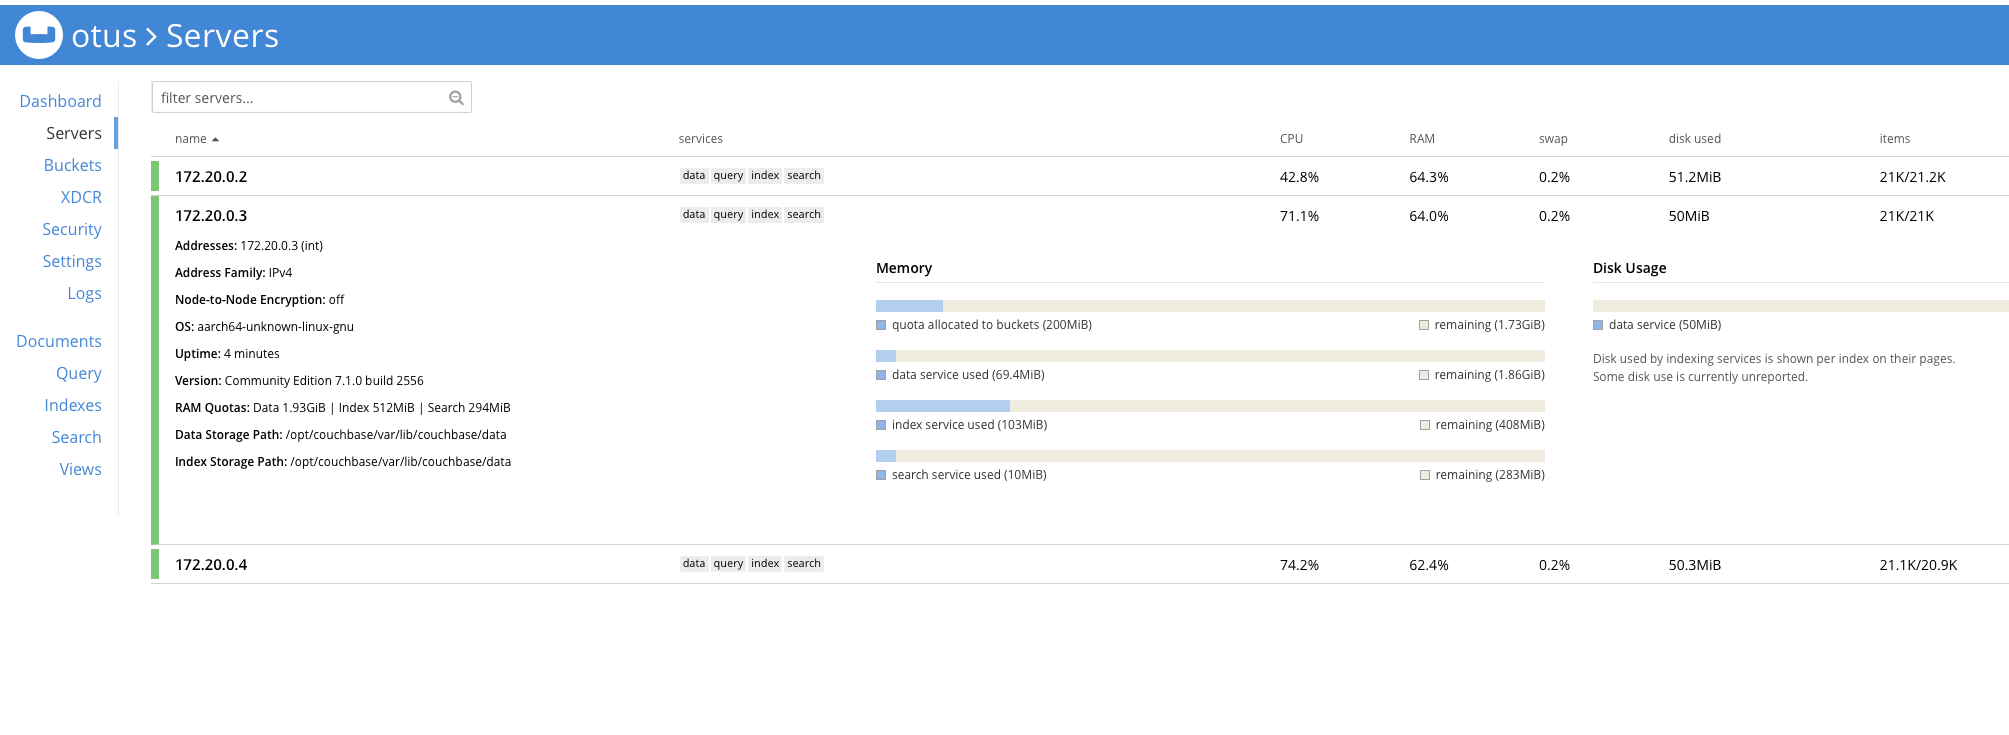 otus > Servers
Dashboard
Servers
Buckets
XDCR
Security
Settings
Logs
Documents
Query
Indexes
Search
Views
filter servers...
name services CPU RAM swap disk used items
172.20.0.2 data query index search 42.8% 64.3% 0.2% 51.2MiB 21K/21.2K
172.20.0.3 data query index search 71.1% 64.0% 0.2% 50MiB 21K/21K
Addresses: 172.20.0.3 (int)
Address Family: IPv4
Node-to-Node Encryption: off
OS: aarch64-unknown-linux-gnu
Uptime: 4 minutes
Version: Community Edition 7.1.0 build 2556
RAM Quotas: Data 1.93GiB | Index 512MiB | Search 294MiB
Data Storage Path: /opt/couchbase/var/lib/couchbase/data
Index Storage Path: /opt/couchbase/var/lib/couchbase/data
Memory
quota allocated to buckets (200MiB) remaining (1.73GiB)
data service used (69.4MiB) remaining (1.86GiB)
index service used (103MiB) remaining (408MiB)
search service used (10MiB) remaining (283MiB)
Disk Usage
data service (50MiB)
Disk used by indexing services is shown per index on their pages.
Some disk use is currently unreported.
172.20.0.4 data query index search 74.2% 62.4% 0.2% 50.3MiB 21.1K/20.9K